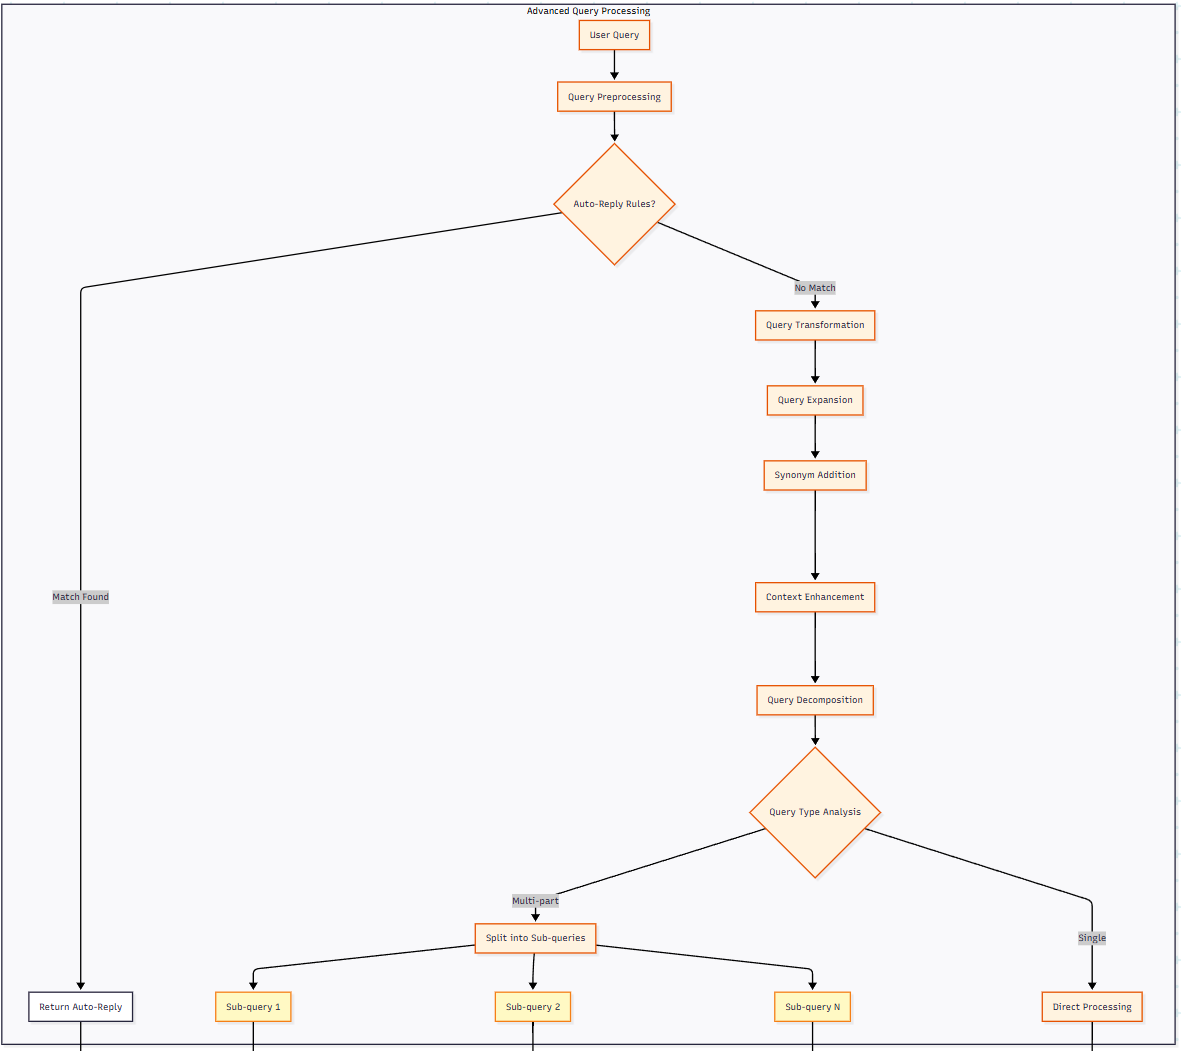 Advanced Query Processing
User Query
Query Preprocessing
Auto-Reply Rules?
No Match
Query Transformation
Query Expansion
Synonym Addition
Match Found
Context Enhancement
Query Decomposition
Query Type Analysis
Multi-part
Split into Sub-queries
Single
Return Auto-Reply
Sub-query 1
Sub-query 2
Sub-query N
Direct Processing